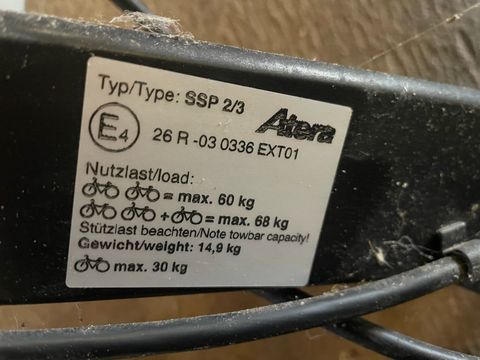 Typ/Type: SSP 2/3
Atera
E4 26 R -03 0336 EXT01
Nutzlast/load:
= max. 60 kg
+ = max. 68 kg
Stützlast beachten/Note towbar capacity!
Gewicht/weight: 14,9 kg
max. 30 kg